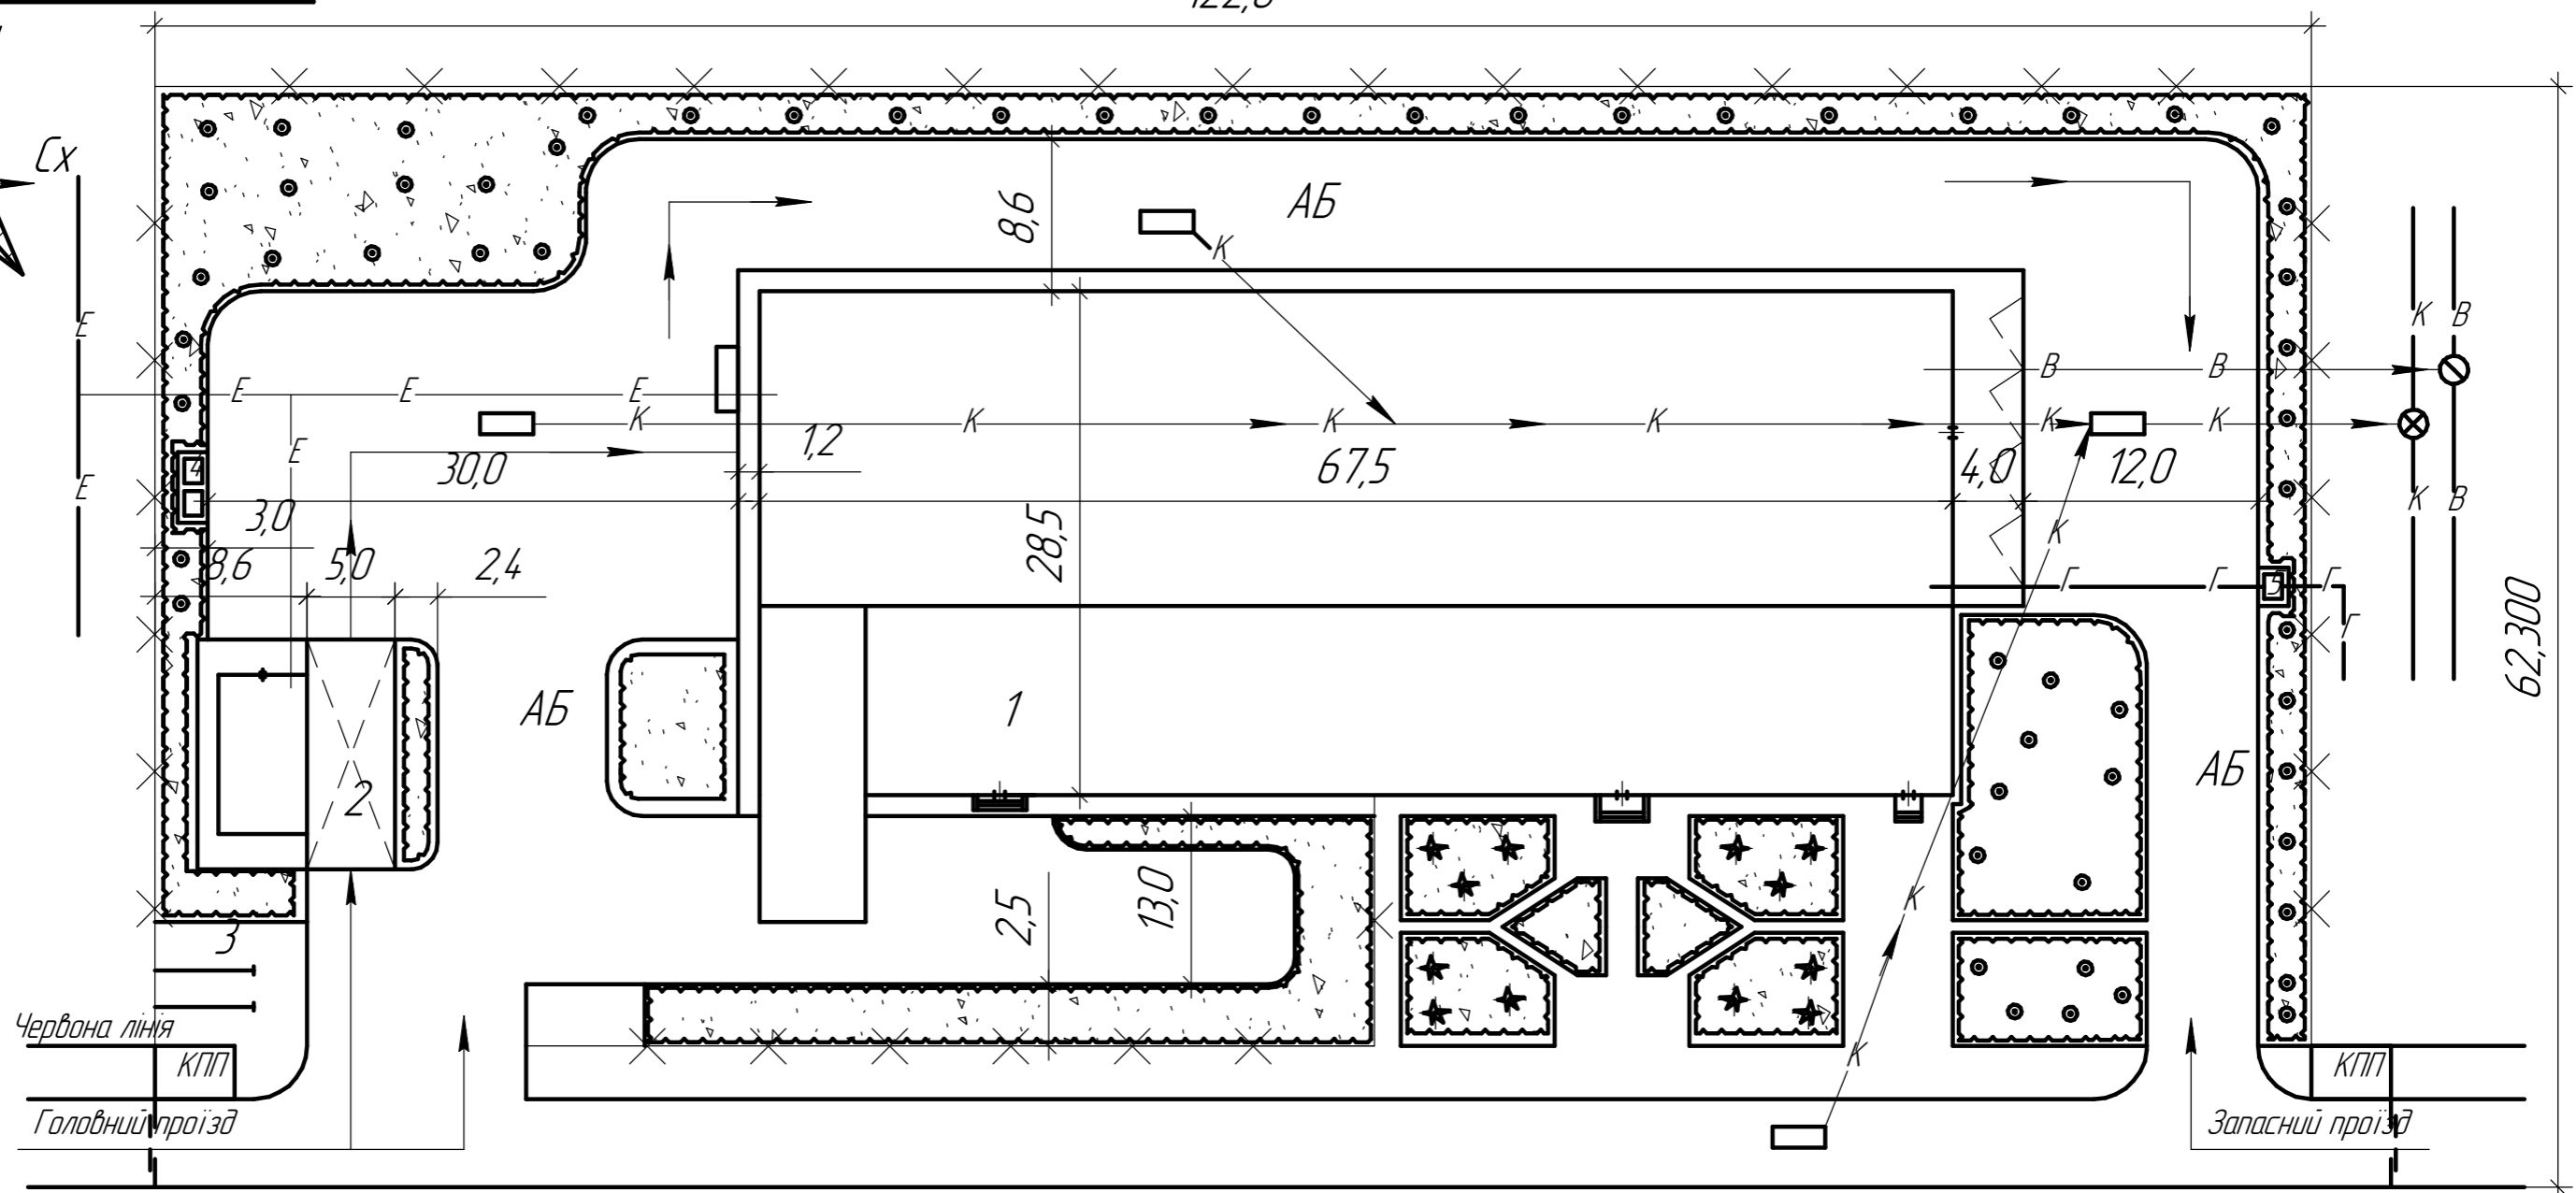 Сх
8,6
АБ
Е
К
К В
Е
Е
Е
В
В
К
К
К
К
К
К
Е
1,2
30,0
67,5
4,0
12,0
4
Е
К В
3,0
28,5
К
8,6
5,0
2,4
Г
Г
5
Г
Г
62,300
АБ
1
АБ
2
2,5
13,0
К
3
Червона лінія
КПП
К
КПП
Головний проїзд
Запасний проїзд